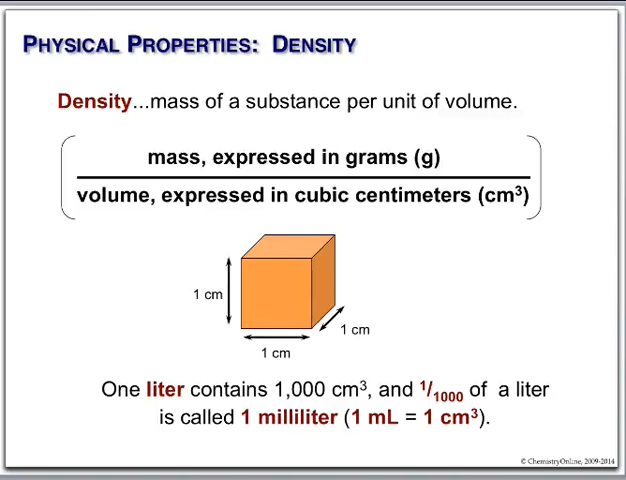 PHYSICAL PROPERTIES: DENSITY
Density...mass of a substance per unit of volume.
mass, expressed in grams (g)
volume, expressed in cubic centimeters (cm³)
1 cm
1 cm
1 cm
One liter contains 1,000 cm³, and 1/1000 of a liter
is called 1 milliliter (1 mL = 1 cm³).
© ChemistryOnline, 2009-2014